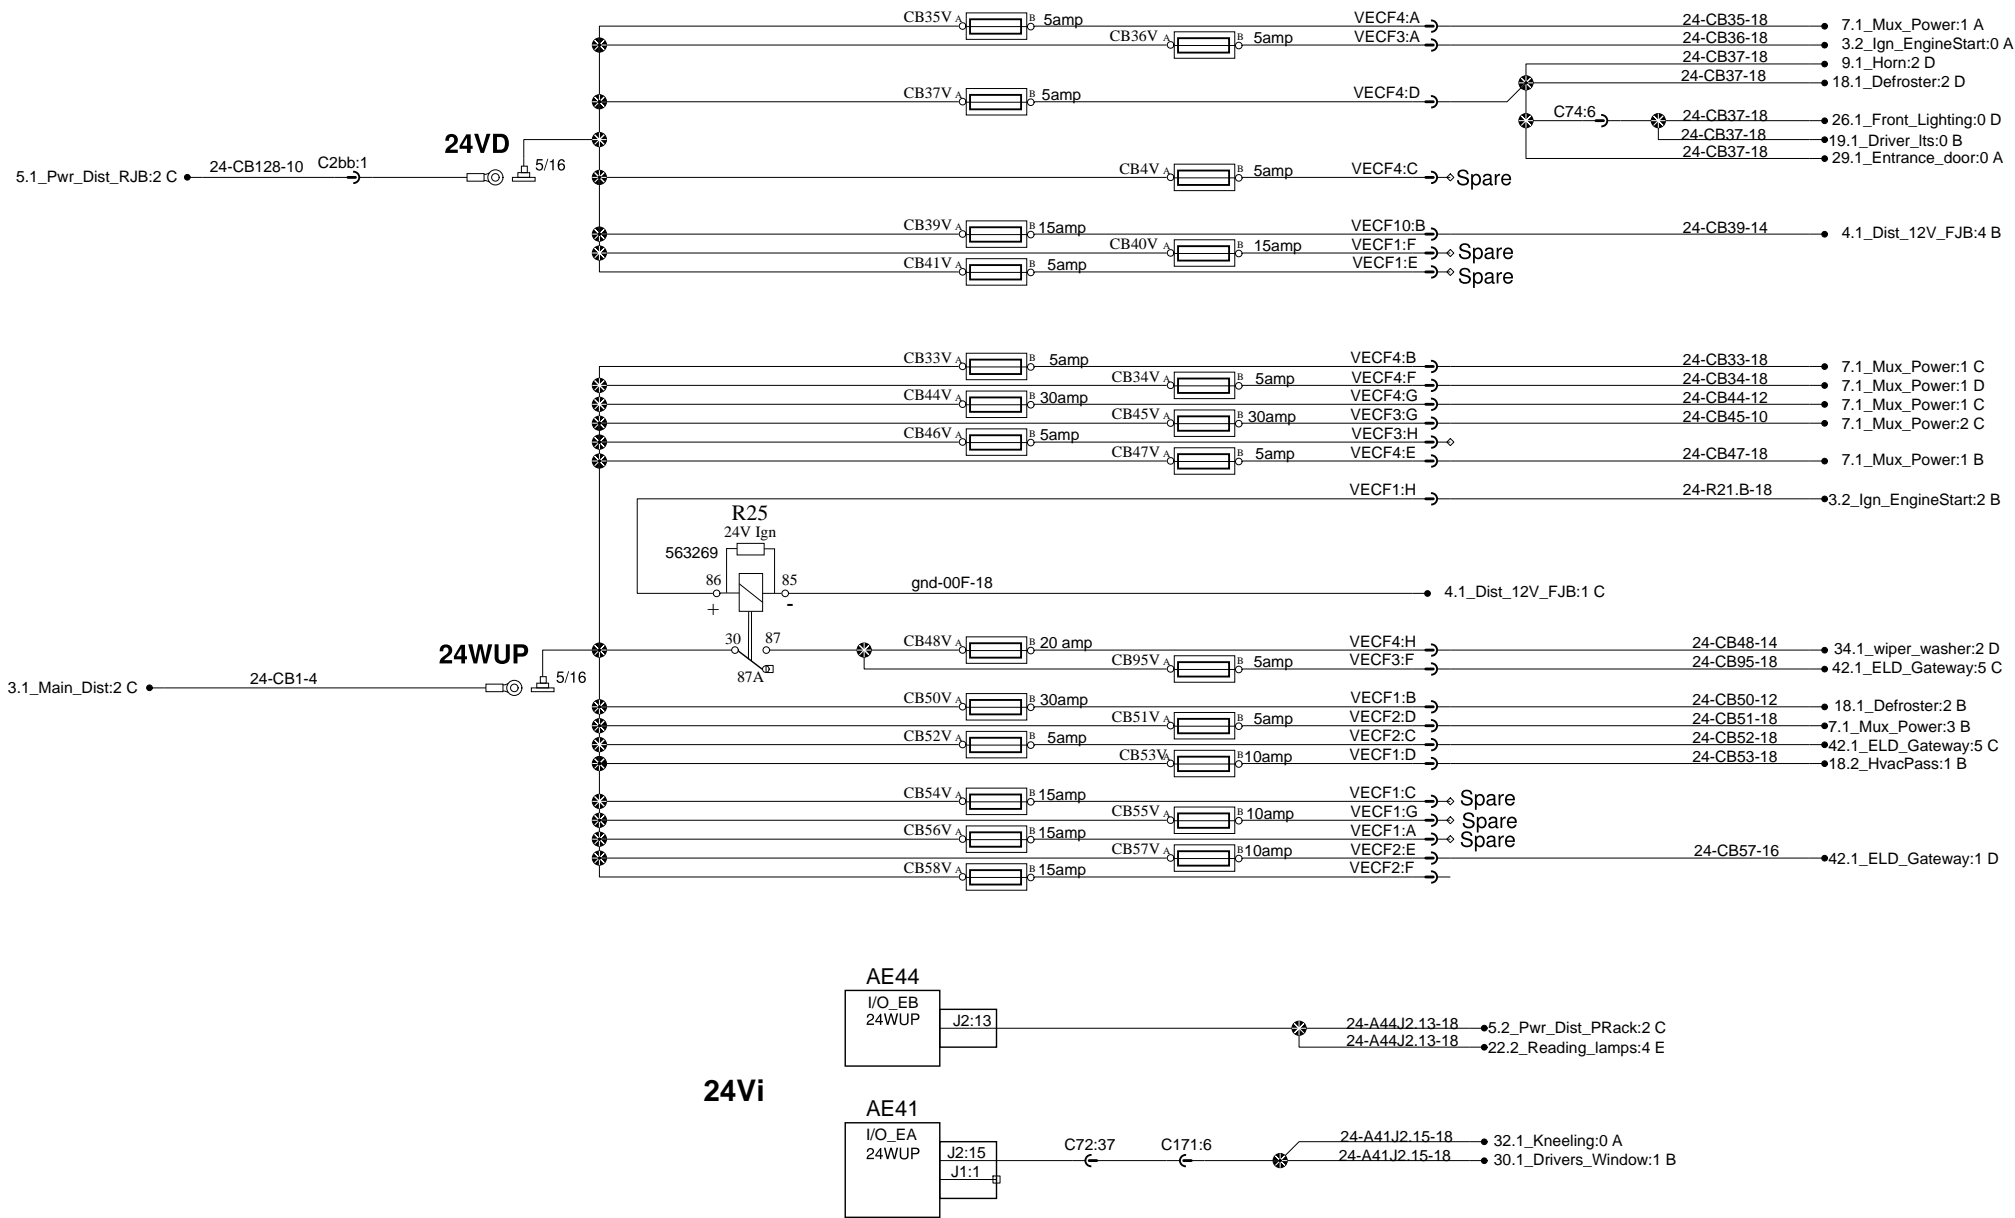 CB35V A B 5amp VECF4:A 24-CB35-18 7.1_Mux_Power:1 A
CB36V A B 5amp VECF3:A 24-CB36-18 3.2_Ign_EngineStart:0 A
24-CB37-18 9.1_Horn:2 D
CB37V A B 5amp VECF4:D 24-CB37-18 18.1_Defroster:2 D
C74:6 24-CB37-18 26.1_Front_Lighting:0 D
24-CB37-18 19.1_Driver_lts:0 B
24-CB37-18 29.1_Entrance_door:0 A
24VD
5.1_Pwr_Dist_RJB:2 C 24-CB128-10 C2bb:1 5/16
CB4V A B 5amp VECF4:C Spare
CB39V A B 15amp VECF10:B 24-CB39-14 4.1_Dist_12V_FJB:4 B
CB40V A B 15amp VECF1:F Spare
CB41V A B 5amp VECF1:E Spare
CB33V A B 5amp VECF4:B 24-CB33-18 7.1_Mux_Power:1 C
CB34V A B 5amp VECF4:F 24-CB34-18 7.1_Mux_Power:1 D
CB44V A B 30amp VECF4:G 24-CB44-12 7.1_Mux_Power:1 C
CB45V A B 30amp VECF3:G 24-CB45-10 7.1_Mux_Power:2 C
CB46V A B 5amp VECF3:H
CB47V A B 5amp VECF4:E 24-CB47-18 7.1_Mux_Power:1 B
VECF1:H 24-R21.B-18 3.2_Ign_EngineStart:2 B
R25
24V Ign
563269
86 85 gnd-00F-18 4.1_Dist_12V_FJB:1 C
+ -
30 87 CB48V A B 20 amp VECF4:H 24-CB48-14 34.1_wiper_washer:2 D
87A CB95V A B 5amp VECF3:F 24-CB95-18 42.1_ELD_Gateway:5 C
24WUP
3.1_Main_Dist:2 C 24-CB1-4 5/16
CB50V A B 30amp VECF1:B 24-CB50-12 18.1_Defroster:2 B
CB51V A B 5amp VECF2:D 24-CB51-18 7.1_Mux_Power:3 B
CB52V A B 5amp VECF2:C 24-CB52-18 42.1_ELD_Gateway:5 C
CB53V A B 10amp VECF1:D 24-CB53-18 18.2_HvacPass:1 B
CB54V A B 15amp VECF1:C Spare
CB55V A B 10amp VECF1:G Spare
CB56V A B 15amp VECF1:A Spare
CB57V A B 10amp VECF2:E 24-CB57-16 42.1_ELD_Gateway:1 D
CB58V A B 15amp VECF2:F
AE44
I/O_EB
24WUP
J2:13 24-A44J2.13-18 5.2_Pwr_Dist_PRack:2 C
24-A44J2.13-18 22.2_Reading_lamps:4 E
24Vi
AE41
I/O_EA
24WUP
J2:15 C72:37 C171:6 24-A41J2.15-18 32.1_Kneeling:0 A
24-A41J2.15-18 30.1_Drivers_Window:1 B
J1:1